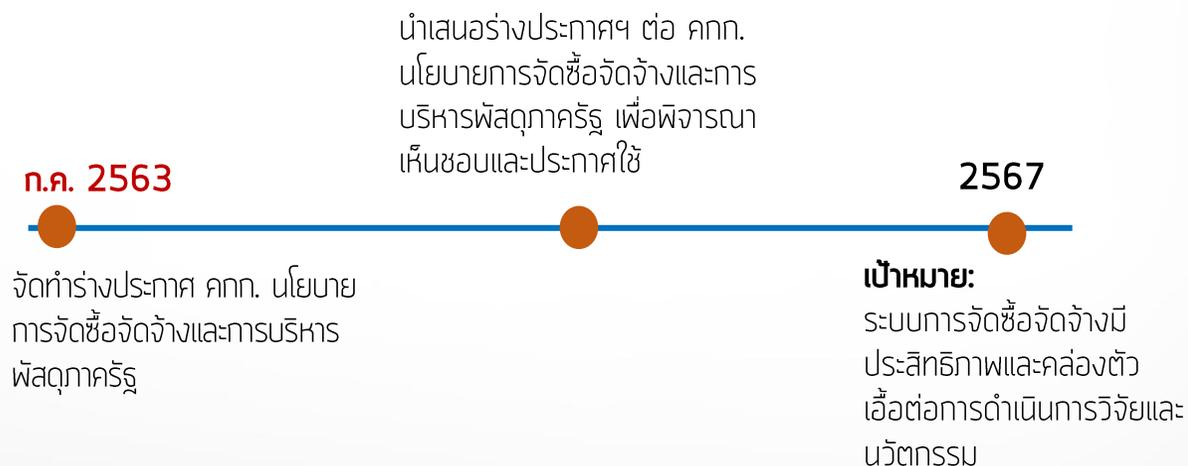 นำเสนอร่างประกาศฯ ต่อ คกก.
นโยบายการจัดซื้อจัดจ้างและการ
บริหารพัสดุภาครัฐ เพื่อพิจารณา
เห็นชอบและประกาศใช้
ก.ค. 2563
2567
จัดทำร่างประกาศ คกก. นโยบาย
การจัดซื้อจัดจ้างและการบริหาร
พัสดุภาครัฐ
เป้าหมาย:
ระบบการจัดซื้อจัดจ้างมี
ประสิทธิภาพและคล่องตัว
เอื้อต่อการดำเนินการวิจัยและ
นวัตกรรม